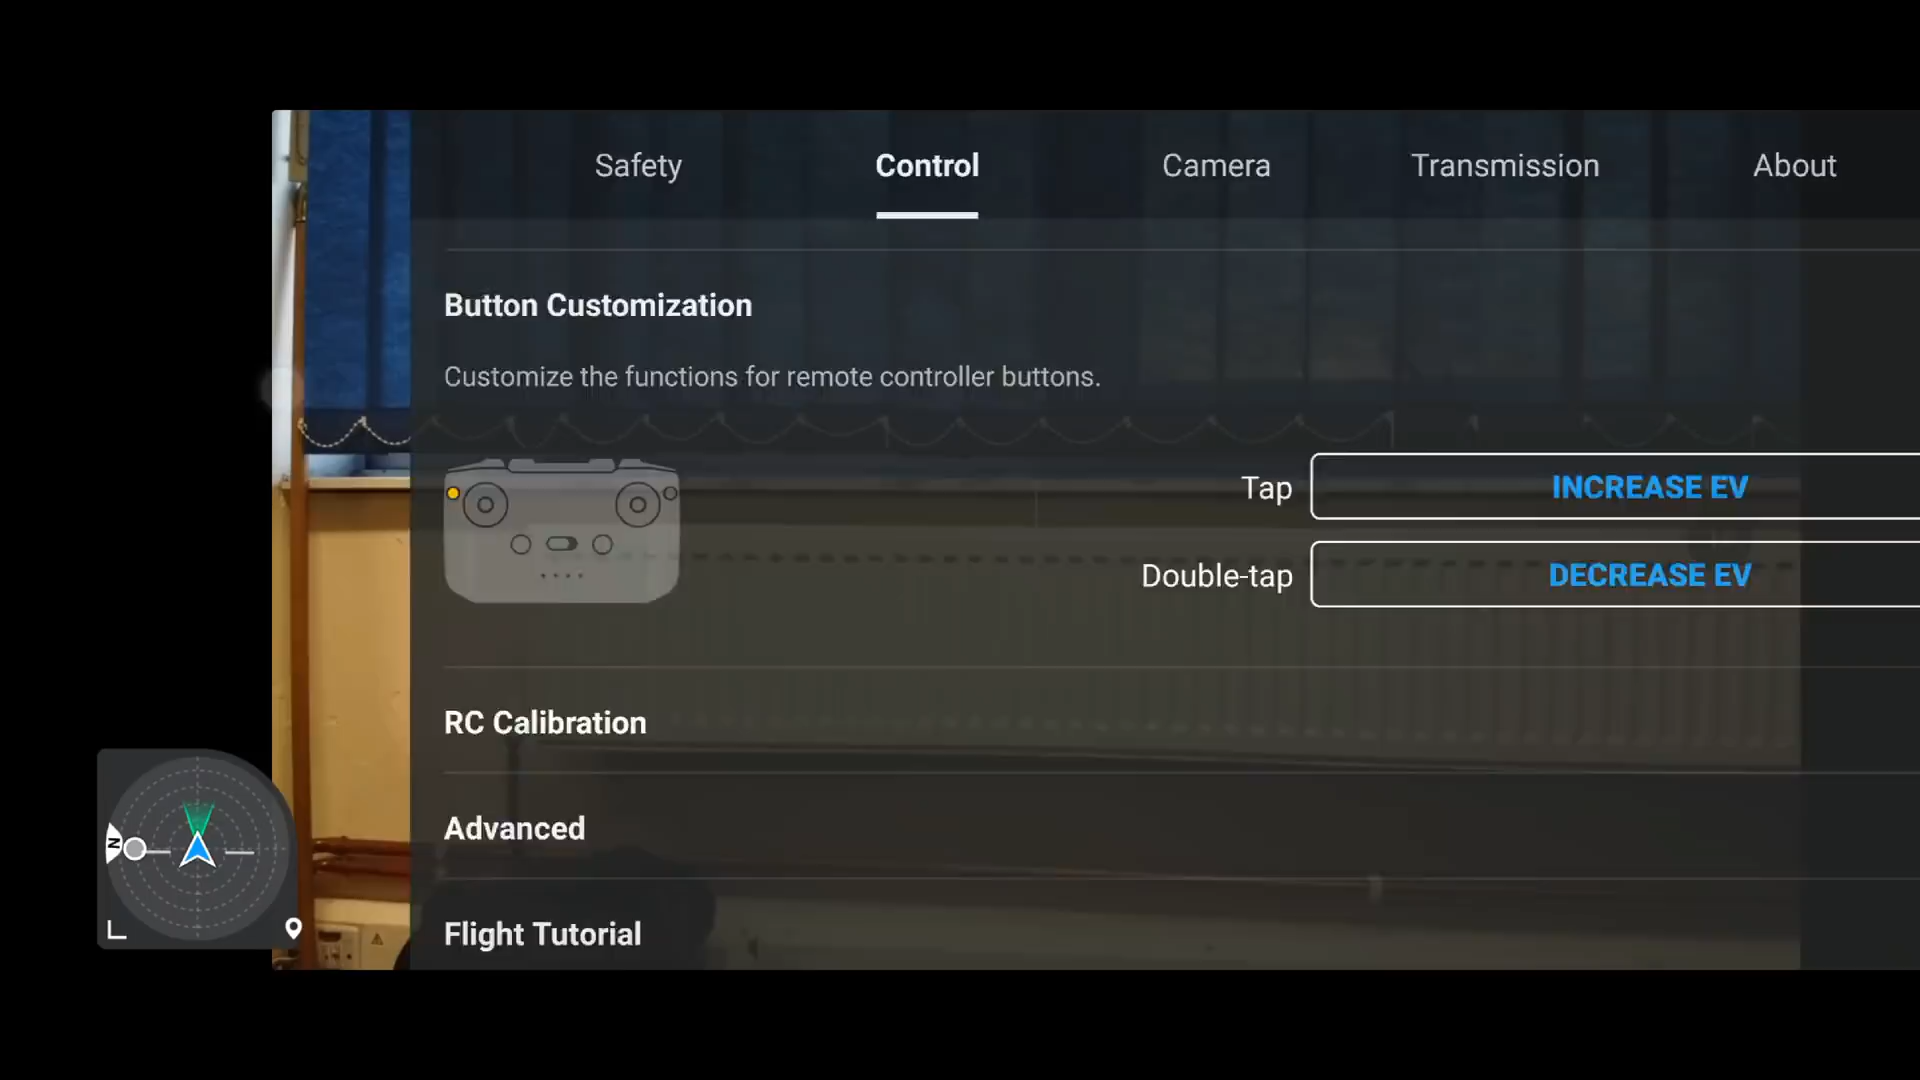 Safety
Control
Camera
Transmission
About
Button Customization
Customize the functions for remote controller buttons.
Tap
INCREASE EV
Double-tap
DECREASE EV
RC Calibration
Advanced
Flight Tutorial
N